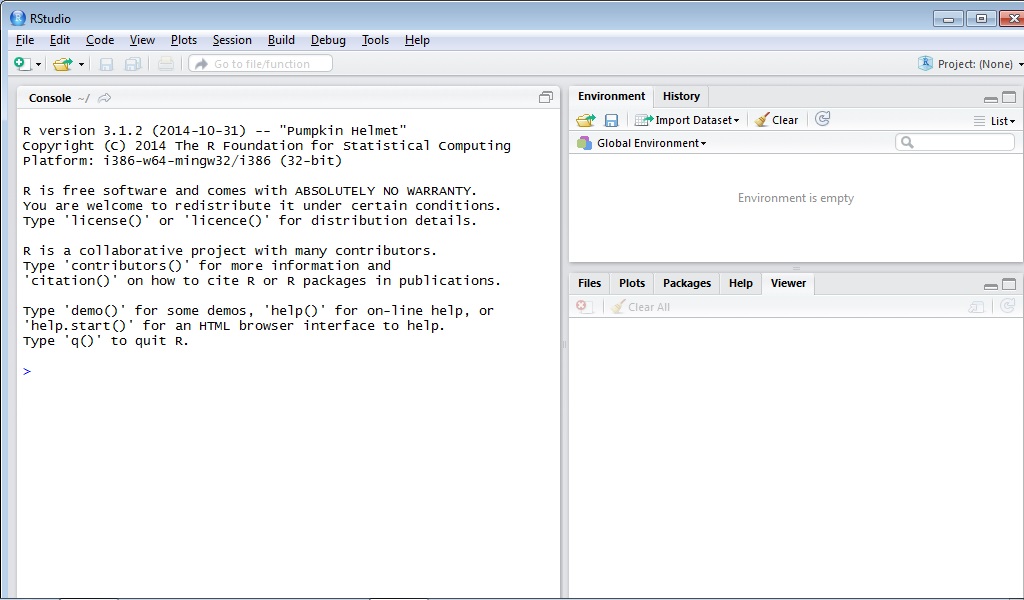 RStudio
File Edit Code View Plots Session Build Debug Tools Help
Go to file/function
Project: (None)
Console ~/
R version 3.1.2 (2014-10-31) -- "Pumpkin Helmet"
Copyright (C) 2014 The R Foundation for Statistical Computing
Platform: i386-w64-mingw32/i386 (32-bit)
R is free software and comes with ABSOLUTELY NO WARRANTY.
You are welcome to redistribute it under certain conditions.
Type 'license()' or 'licence()' for distribution details.
R is a collaborative project with many contributors.
Type 'contributors()' for more information and
'citation()' on how to cite R or R packages in publications.
Type 'demo()' for some demos, 'help()' for on-line help, or
'help.start()' for an HTML browser interface to help.
Type 'q()' to quit R.
>
Environment History
Import Dataset Clear List
Global Environment
Environment is empty
Files Plots Packages Help Viewer
Clear All